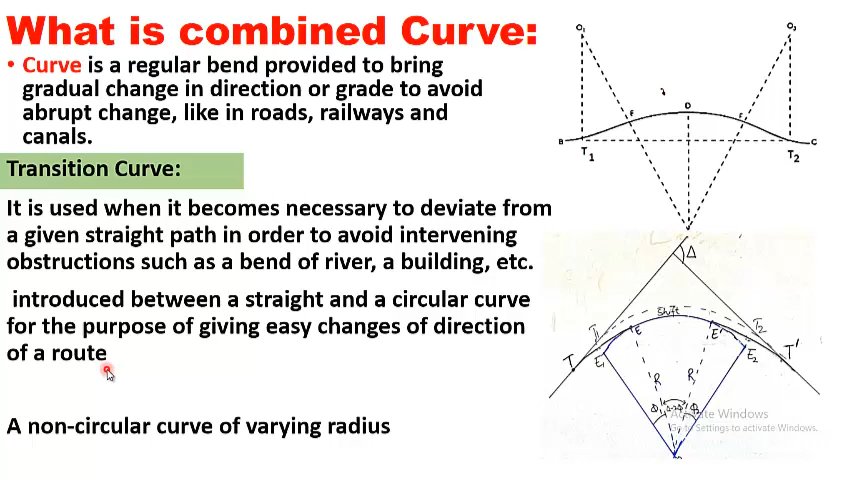 What is combined Curve:
• Curve is a regular bend provided to bring
gradual change in direction or grade to avoid
abrupt change, like in roads, railways and
canals.
Transition Curve:
It is used when it becomes necessary to deviate from
a given straight path in order to avoid intervening
obstructions such as a bend of river, a building, etc.
introduced between a straight and a circular curve
for the purpose of giving easy changes of direction
of a route
A non-circular curve of varying radius
O₁
O₂
D
E
F
B
C
T₁
T₂
Δ
Shift
T₁
T₂
E
E'
T
T'
E₁
E₂
R
R
Activate Windows
Go to Settings to activate Windows.